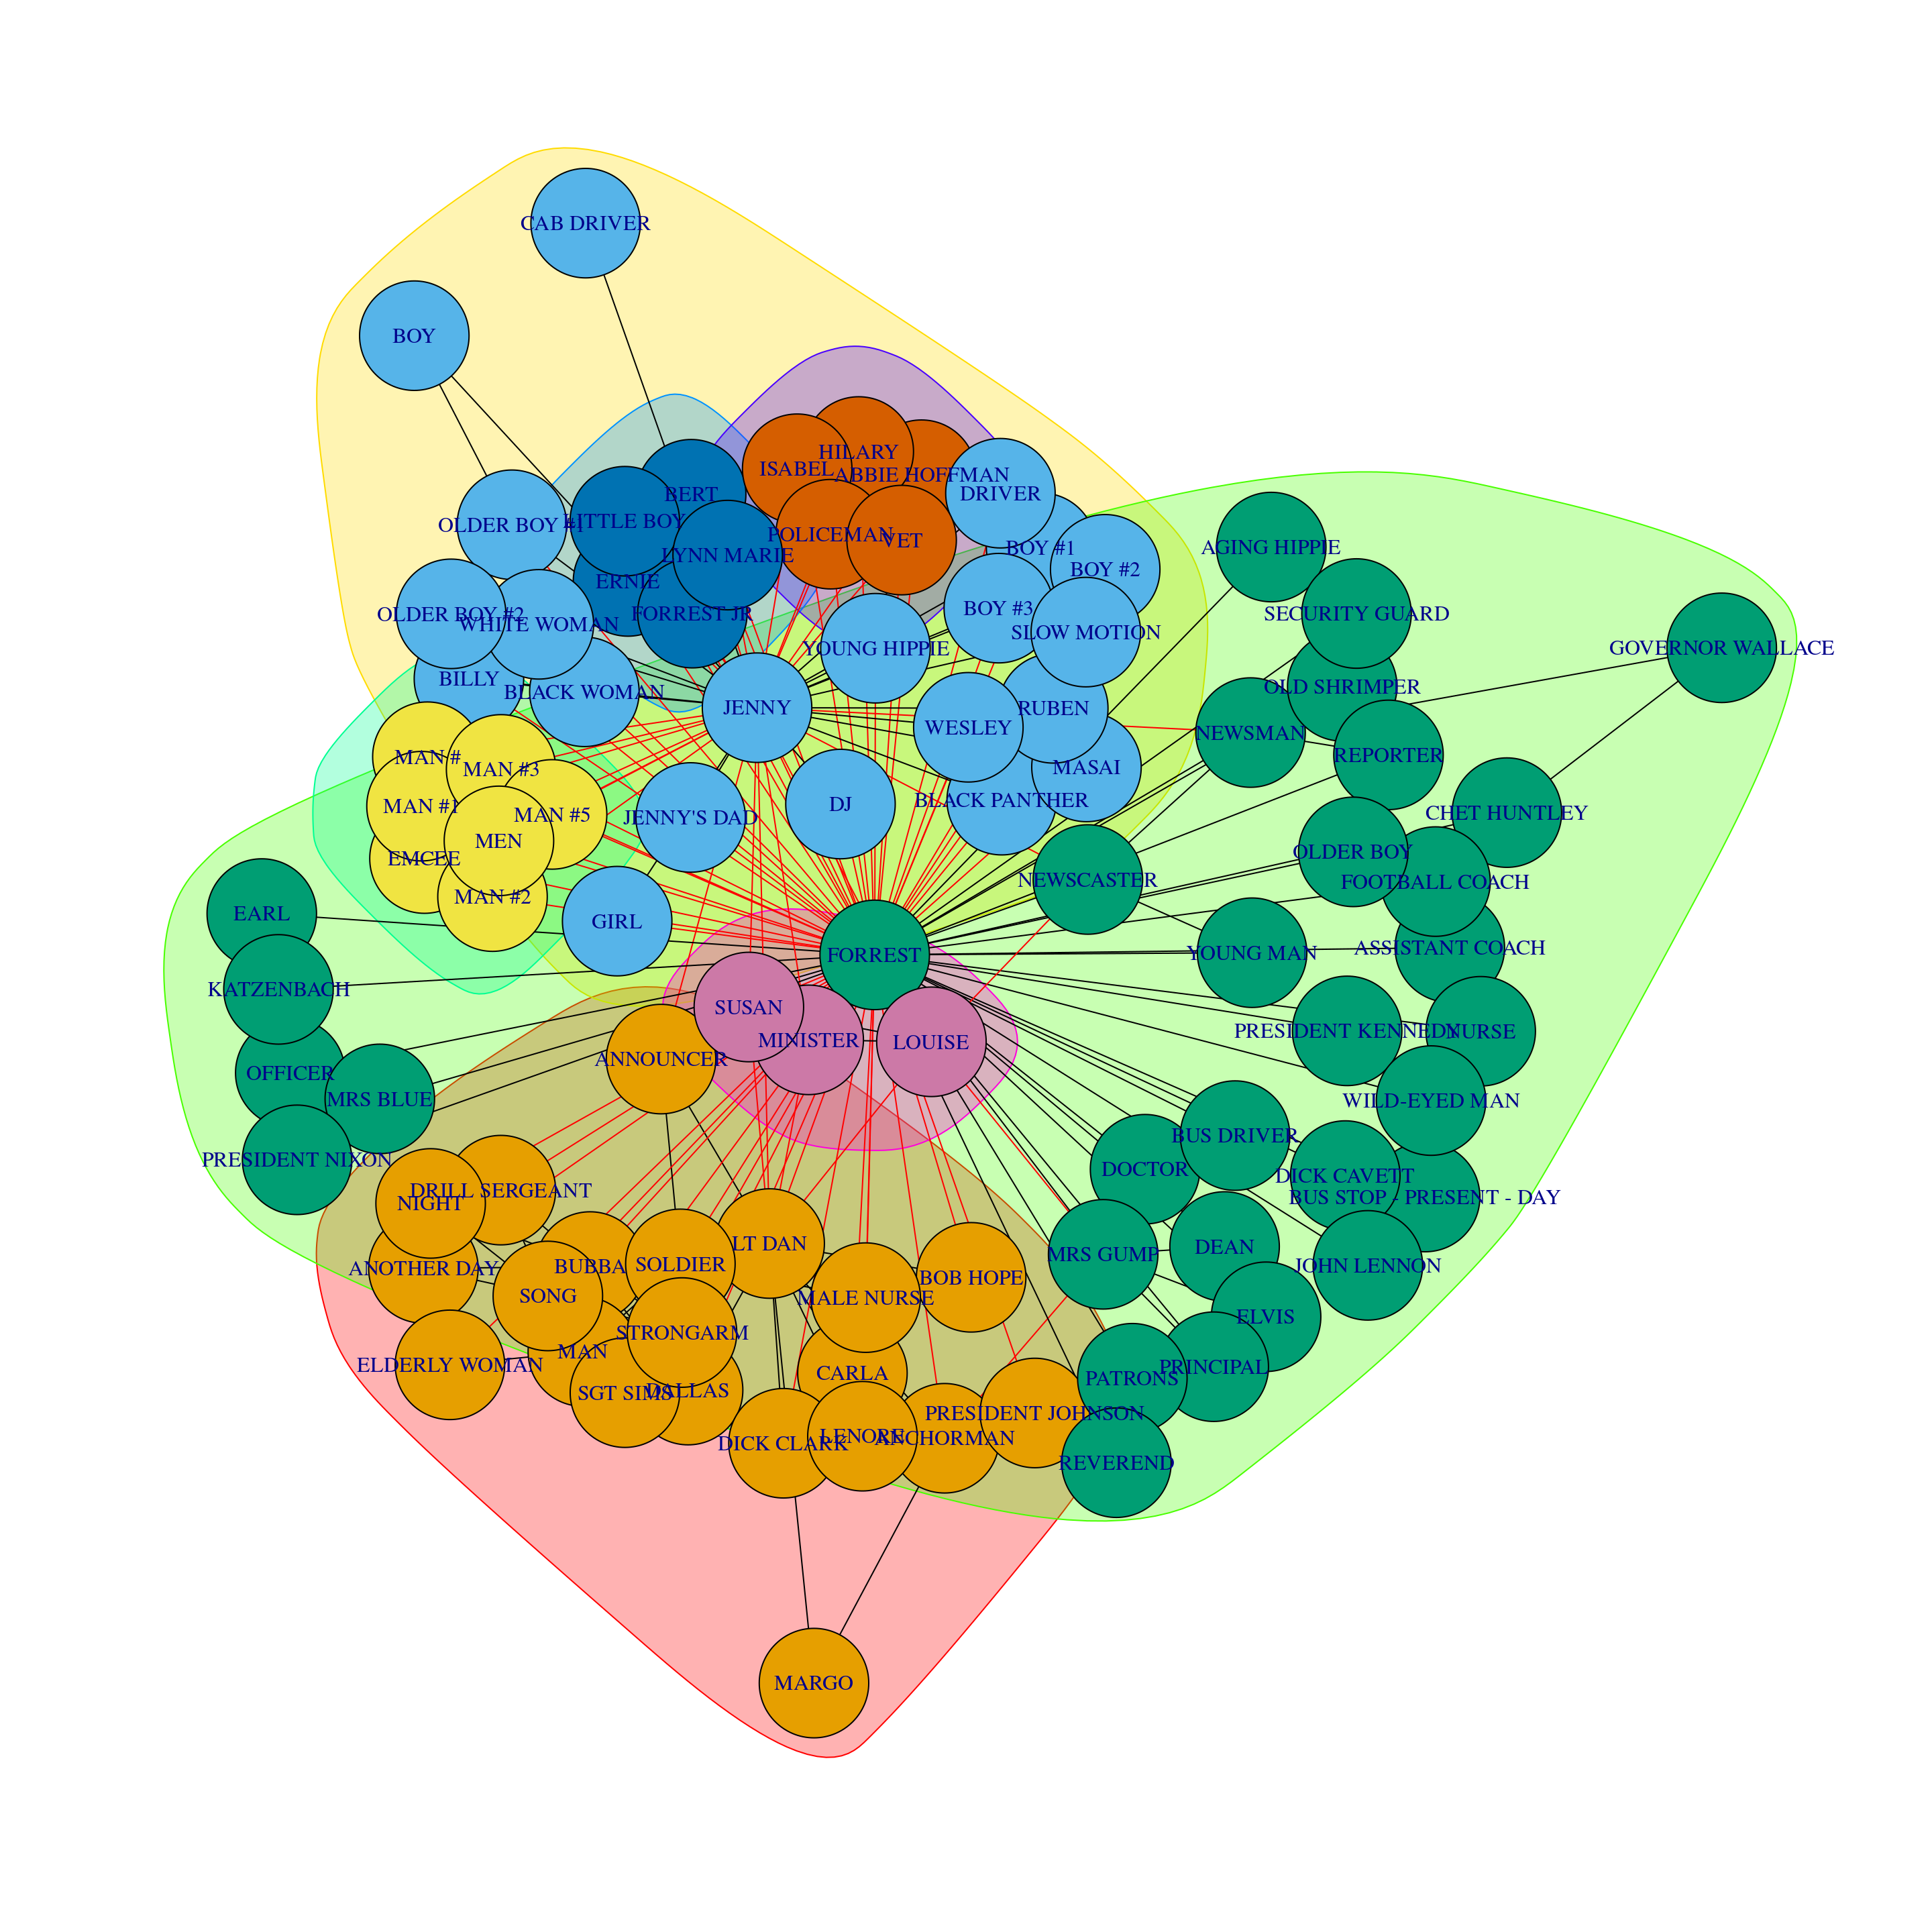 CAB DRIVER
BOY
HILARY
ISABEL
ABBIE HOFFMAN
BERT
DRIVER
LITTLE BOY
OLDER BOY #1
POLICEMAN
VET
BOY #1
AGING HIPPIE
LYNN MARIE
BOY #2
ERNIE
BOY #3
FORREST JR
OLDER BOY #2
SECURITY GUARD
WHITE WOMAN
SLOW MOTION
YOUNG HIPPIE
GOVERNOR WALLACE
BILLY
OLD SHRIMPER
BLACK WOMAN
JENNY
RUBEN
WESLEY
NEWSMAN
REPORTER
MAN #
MAN #3
MASAI
BLACK PANTHER
DJ
MAN #1
CHET HUNTLEY
MAN #5
JENNY'S DAD
MEN
OLDER BOY
EMCEE
NEWSCASTER
FOOTBALL COACH
MAN #2
EARL
GIRL
ASSISTANT COACH
YOUNG MAN
FORREST
KATZENBACH
SUSAN
PRESIDENT KENNEDY
NURSE
MINISTER
LOUISE
ANNOUNCER
OFFICER
MRS BLUE
WILD-EYED MAN
BUS DRIVER
PRESIDENT NIXON
DOCTOR
DICK CAVETT
DRILL SERGEANT
BUS STOP - PRESENT - DAY
NIGHT
LT DAN
DEAN
MRS GUMP
BUBBA
SOLDIER
JOHN LENNON
ANOTHER DAY
BOB HOPE
SONG
MALE NURSE
ELVIS
STRONGARM
MAN
ELDERLY WOMAN
PRINCIPAL
CARLA
PATRONS
SGT SIMS
DALLAS
PRESIDENT JOHNSON
LENORE
ANCHORMAN
DICK CLARK
REVEREND
MARGO